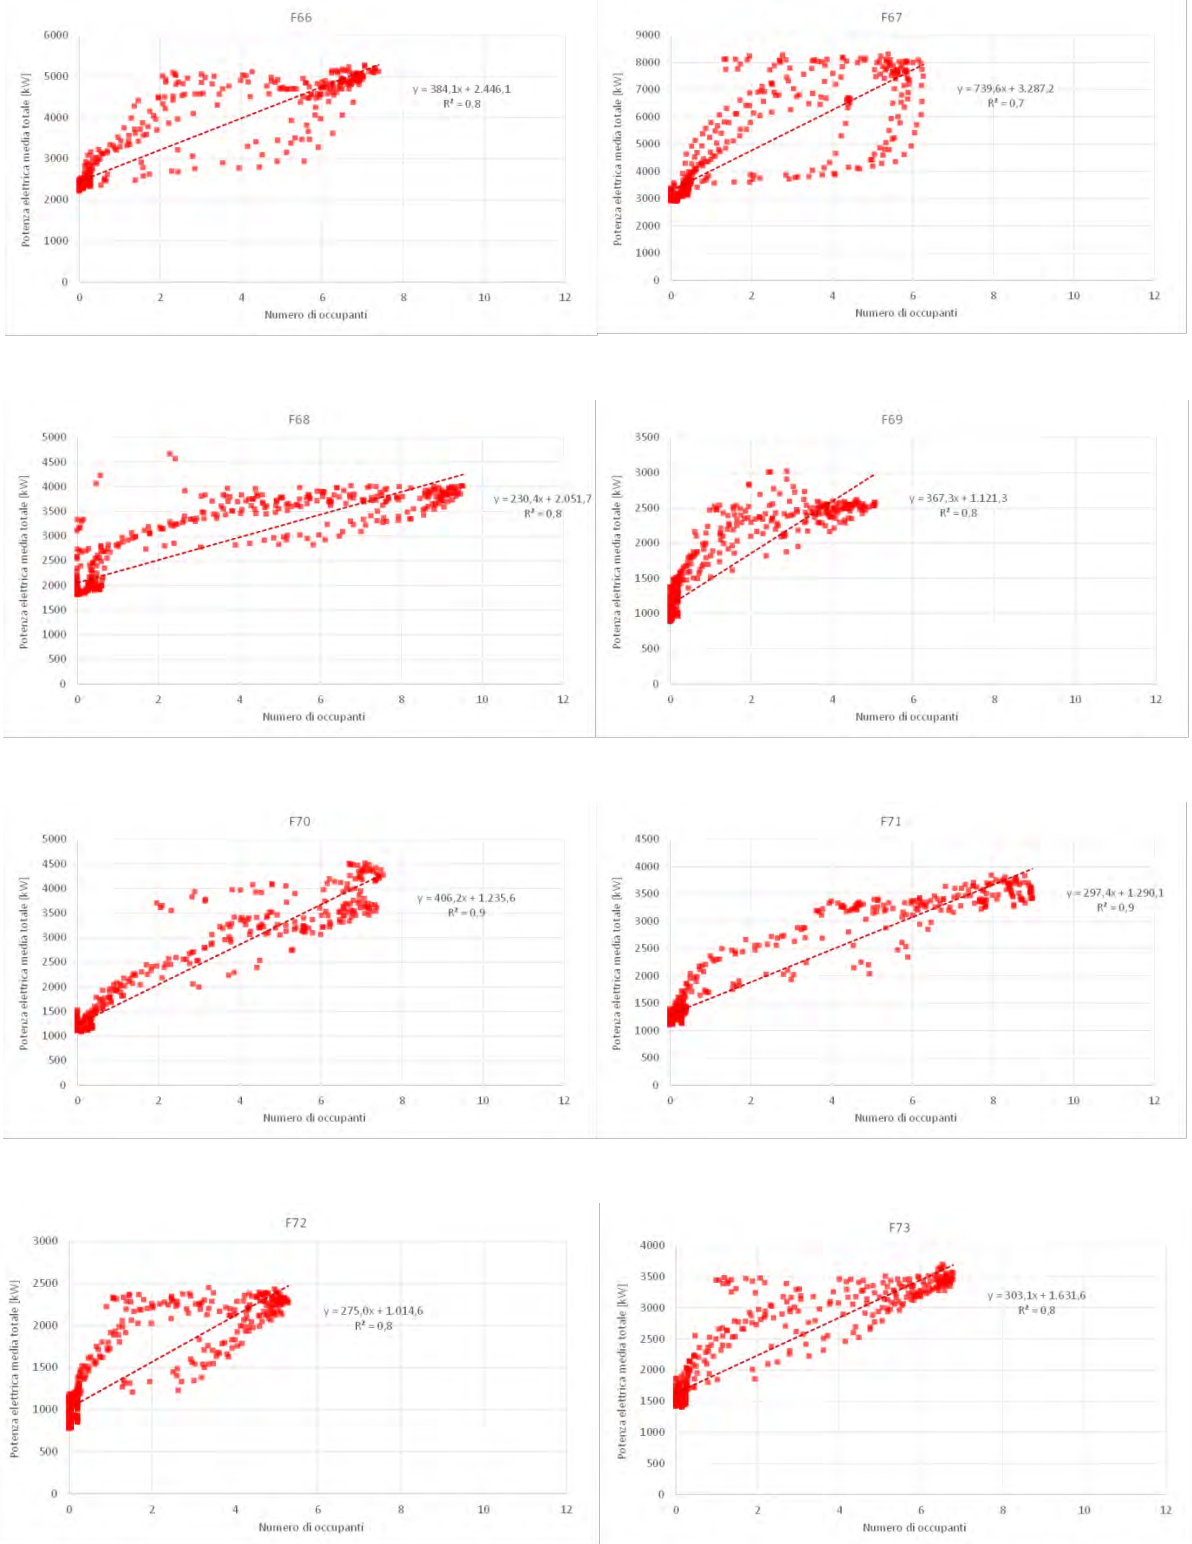 F66
6000
5000
4000
3000
2000
1000
0
0 2 4 6 8 10 12
Potenza elettrica media totale [kW]
Numero di occupanti
y = 384,1x + 2.446,1
R² = 0,8
F67
9000
8000
7000
6000
5000
4000
3000
2000
1000
0
0 2 4 6 8 10 12
Potenza elettrica media totale [kW]
Numero di occupanti
y = 739,6x + 3.287,2
R² = 0,7
F68
5000
4500
4000
3500
3000
2500
2000
1500
1000
500
0
0 2 4 6 8 10 12
Potenza elettrica media totale [kW]
Numero di occupanti
y = 230,4x + 2.051,7
R² = 0,8
F69
3500
3000
2500
2000
1500
1000
500
0
0 2 4 6 8 10 12
Potenza elettrica media totale [kW]
Numero di occupanti
y = 367,3x + 1.121,3
R² = 0,8
F70
5000
4500
4000
3500
3000
2500
2000
1500
1000
500
0
0 2 4 6 8 10 12
Potenza elettrica media totale [kW]
Numero di occupanti
y = 406,2x + 1.235,6
R² = 0,9
F71
4500
4000
3500
3000
2500
2000
1500
1000
500
0
0 2 4 6 8 10 12
Potenza elettrica media totale [kW]
Numero di occupanti
y = 297,4x + 1.290,1
R² = 0,9
F72
3000
2500
2000
1500
1000
500
0
0 2 4 6 8 10 12
Potenza elettrica media totale [kW]
Numero di occupanti
y = 275,0x + 1.014,6
R² = 0,8
F73
4000
3500
3000
2500
2000
1500
1000
500
0
0 2 4 6 8 10 12
Potenza elettrica media totale [kW]
Numero di occupanti
y = 303,1x + 1.631,6
R² = 0,8